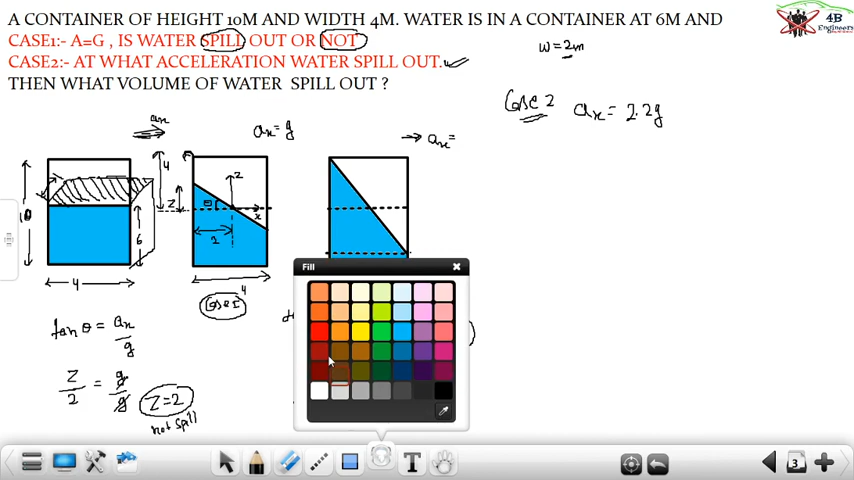 A CONTAINER OF HEIGHT 10M AND WIDTH 4M. WATER IS IN A CONTAINER AT 6M AND
CASE1:- A=G , IS WATER SPILL OUT OR NOT
CASE2:- AT WHAT ACCELERATION WATER SPILL OUT.
THEN WHAT VOLUME OF WATER SPILL OUT ?
4B
Engineers
w=2m
Case 2 ax = 2.2g
ax
ax = g
→ ax =
4
z
z
θ
x
2
10
6
4
4
Case I
tan θ = ax
g
z = g
2 g
z=2
not spill
Fill
T
3